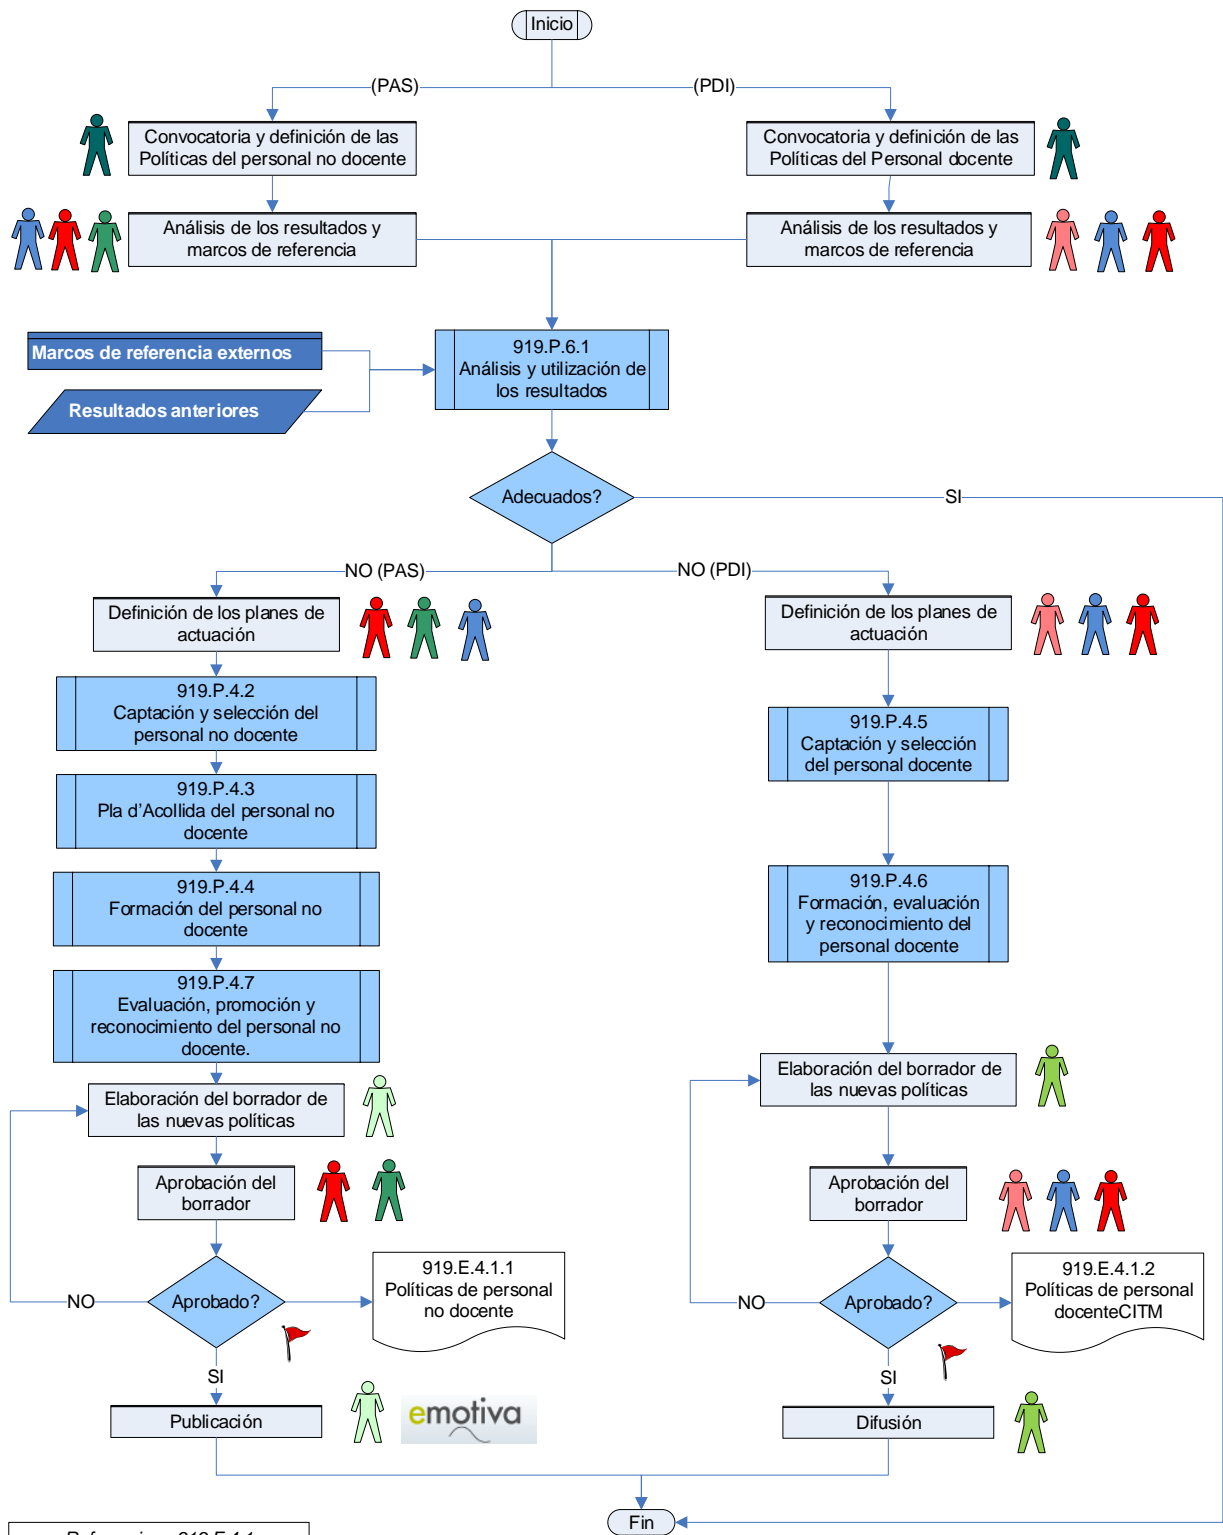 Inicio
(PAS)
(PDI)
Convocatoria y definición de las
Políticas del personal no docente
Convocatoria y definición de las
Políticas del Personal docente
Análisis de los resultados y
marcos de referencia
Análisis de los resultados y
marcos de referencia
Marcos de referencia externos
Resultados anteriores
919.P.6.1
Análisis y utilización de
los resultados
Adecuados?
SI
NO (PAS)
NO (PDI)
Definición de los planes de
actuación
Definición de los planes de
actuación
919.P.4.2
Captación y selección del
personal no docente
919.P.4.5
Captación y selección
del personal docente
919.P.4.3
Pla d'Acollida del personal no
docente
919.P.4.4
Formación del personal no
docente
919.P.4.6
Formación, evaluación
y reconocimiento del
personal docente
919.P.4.7
Evaluación, promoción y
reconocimiento del personal no
docente.
Elaboración del borrador de
las nuevas políticas
Elaboración del borrador de
las nuevas políticas
Aprobación del
borrador
Aprobación del
borrador
Aprobado?
NO
919.E.4.1.1
Políticas de personal
no docente
Aprobado?
NO
919.E.4.1.2
Políticas de personal
docenteCITM
SI
SI
Publicación
emotiva
Difusión
Fin